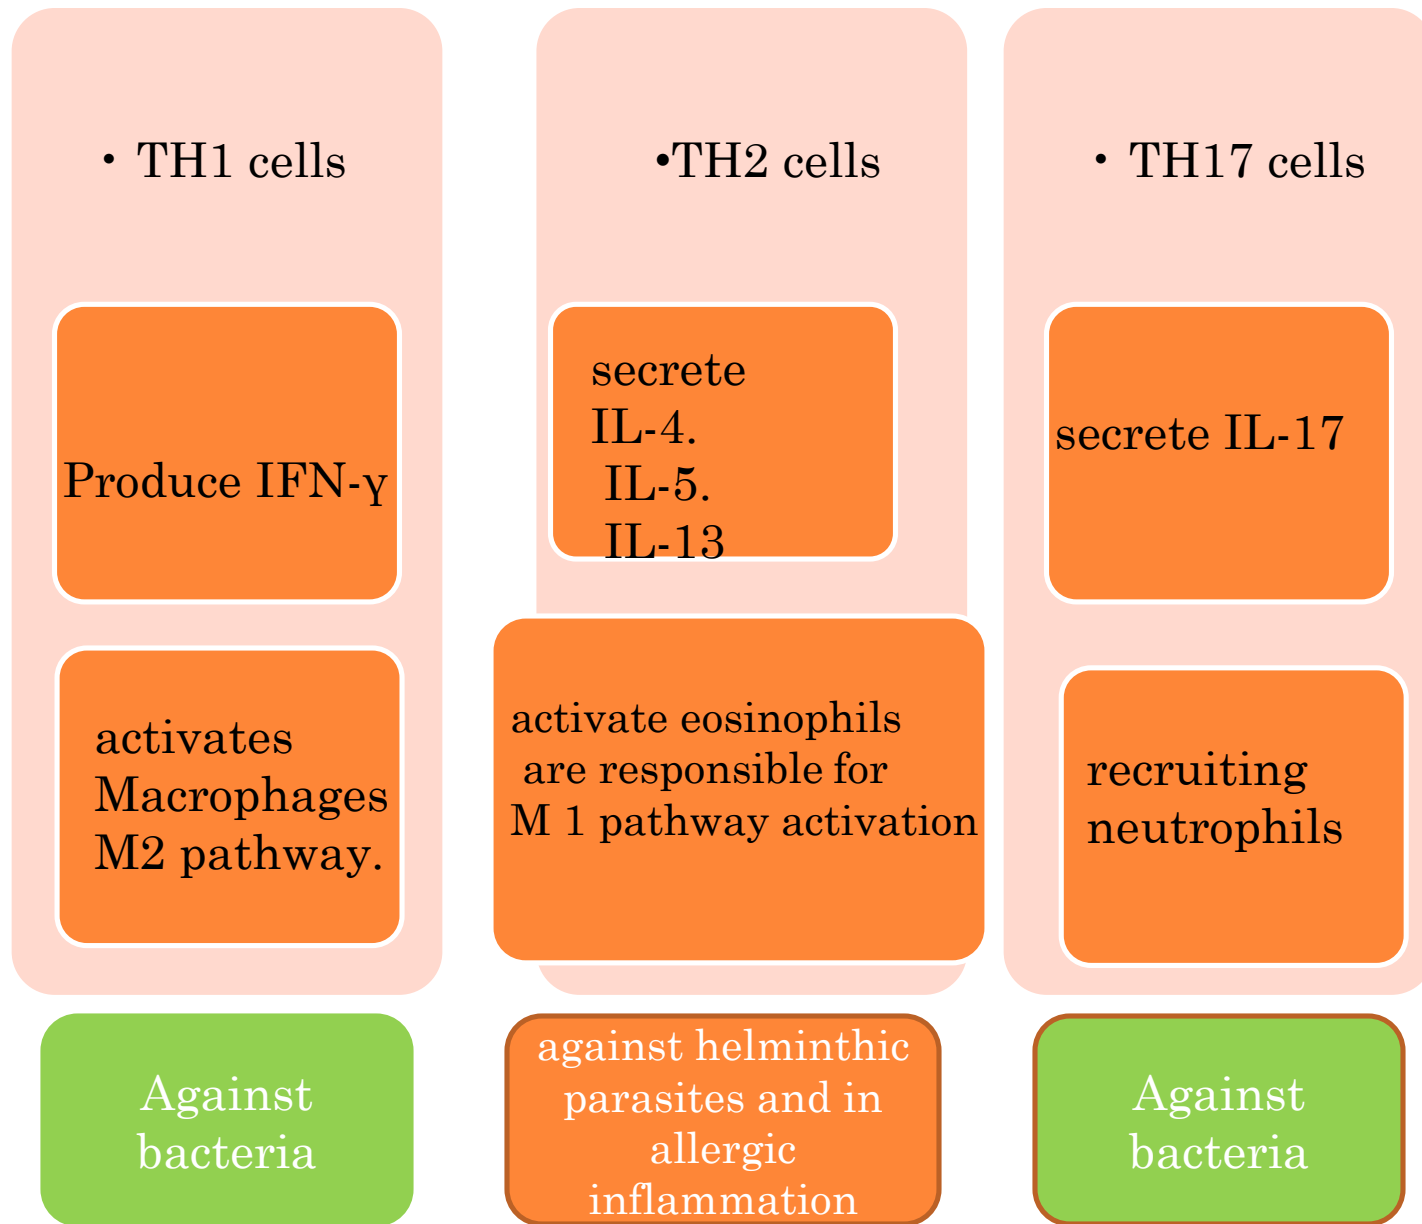 • TH1 cells
Produce IFN-γ
activates
Macrophages
M2 pathway.
Against
bacteria
•TH2 cells
secrete
IL-4.
IL-5.
IL-13
activate eosinophils
are responsible for
M 1 pathway activation
against helminthic
parasites and in
allergic
inflammation
• TH17 cells
secrete IL-17
recruiting
neutrophils
Against
bacteria